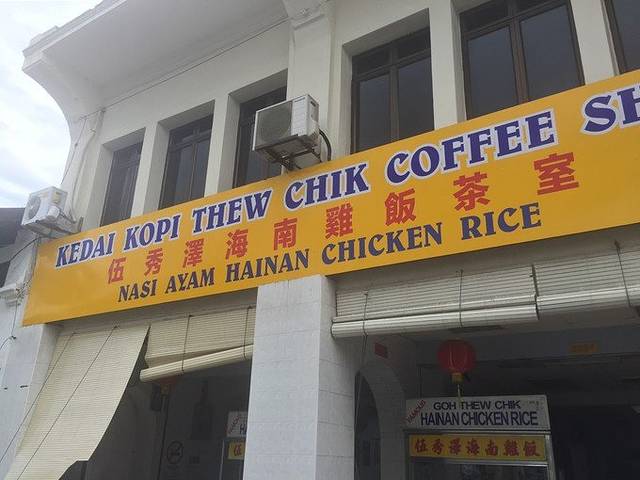 KEDAI KOPI THEW CHIK COFFEE
伍秀澤海南雞飯茶室
NASI AYAM HAINAN CHICKEN RICE
FAMOUS
GOH THEW CHIK
HAINAN CHICKEN RICE
伍秀澤海南雞飯